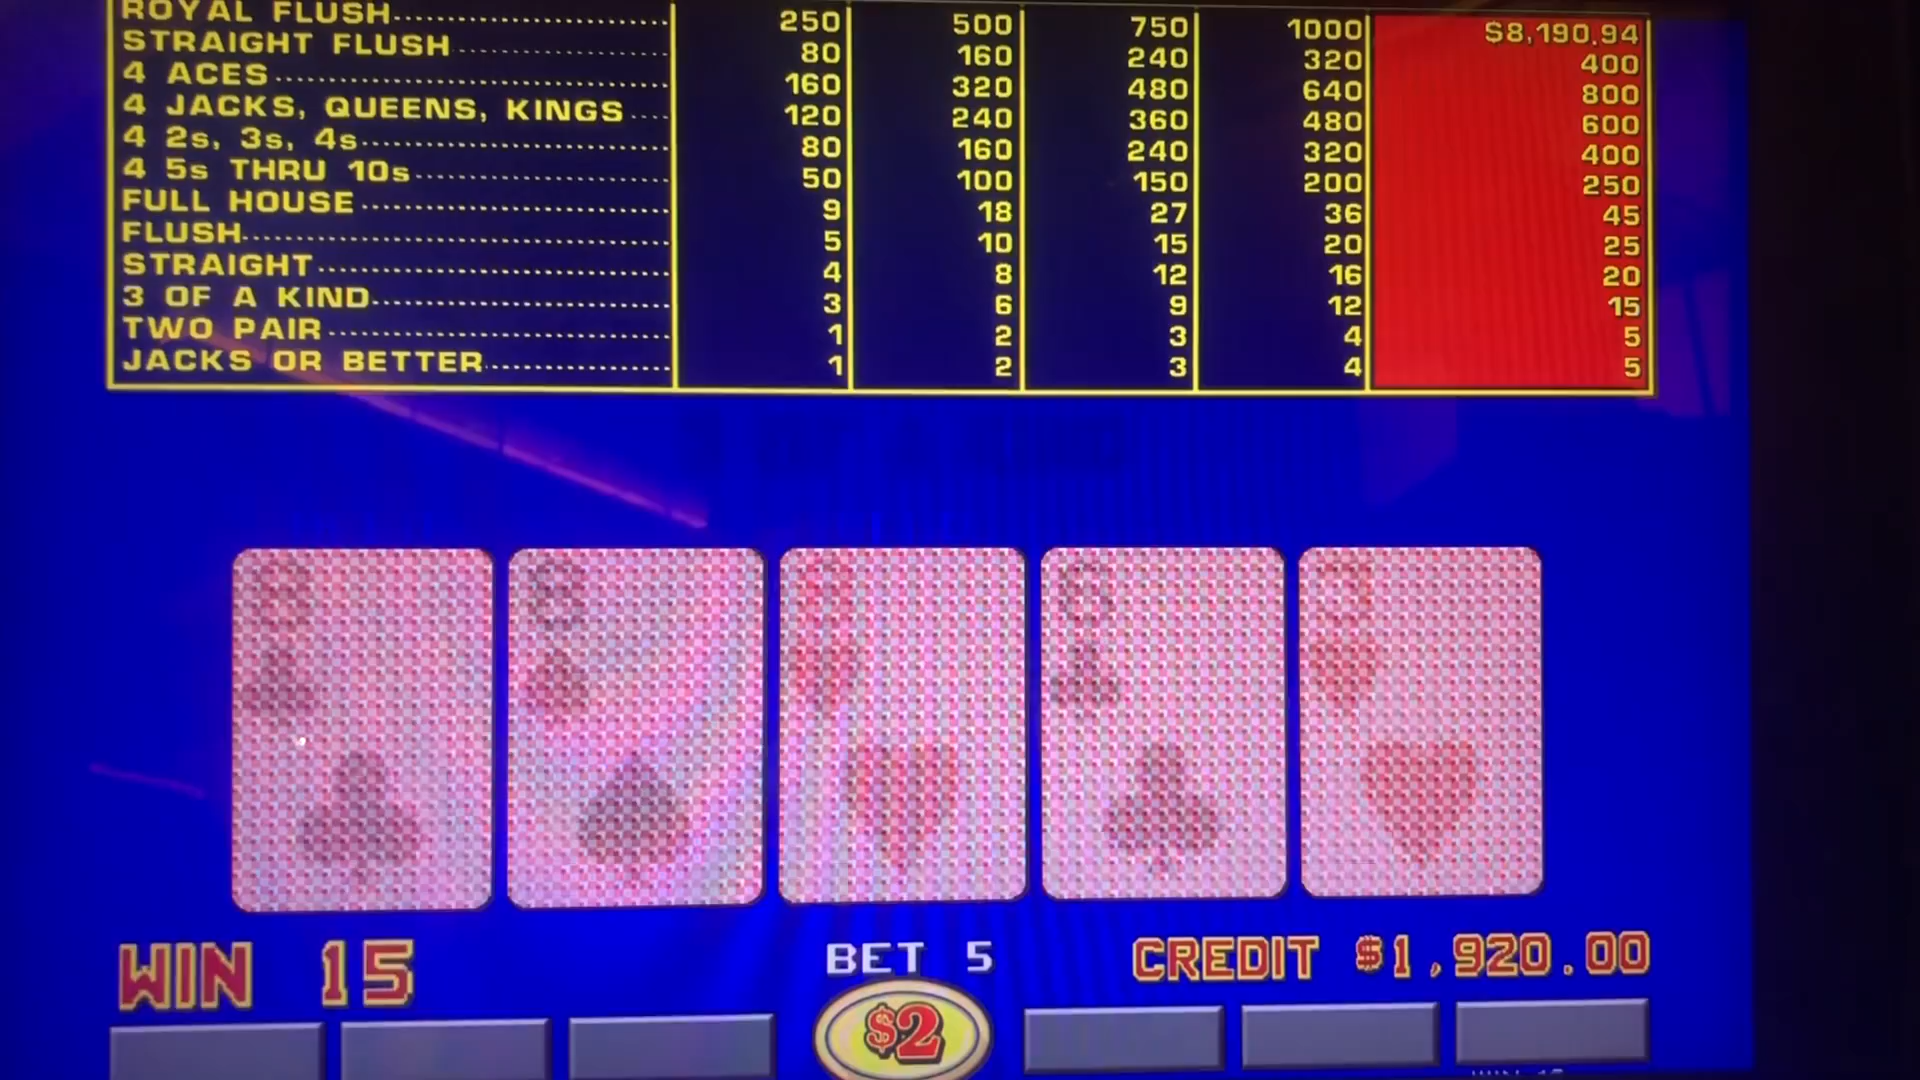 ROYAL FLUSH 250 500 750 1000 $8,190.94
STRAIGHT FLUSH 80 160 240 320 400
4 ACES 160 320 480 640 800
4 JACKS, QUEENS, KINGS 120 240 360 480 600
4 2s, 3s, 4s 80 160 240 320 400
4 5s THRU 10s 50 100 150 200 250
FULL HOUSE 9 18 27 36 45
FLUSH 5 10 15 20 25
STRAIGHT 4 8 12 16 20
3 OF A KIND 3 6 9 12 15
TWO PAIR 1 2 3 4 5
JACKS OR BETTER 1 2 3 4 5
WIN 15 BET 5 CREDIT $1,920.00
$2